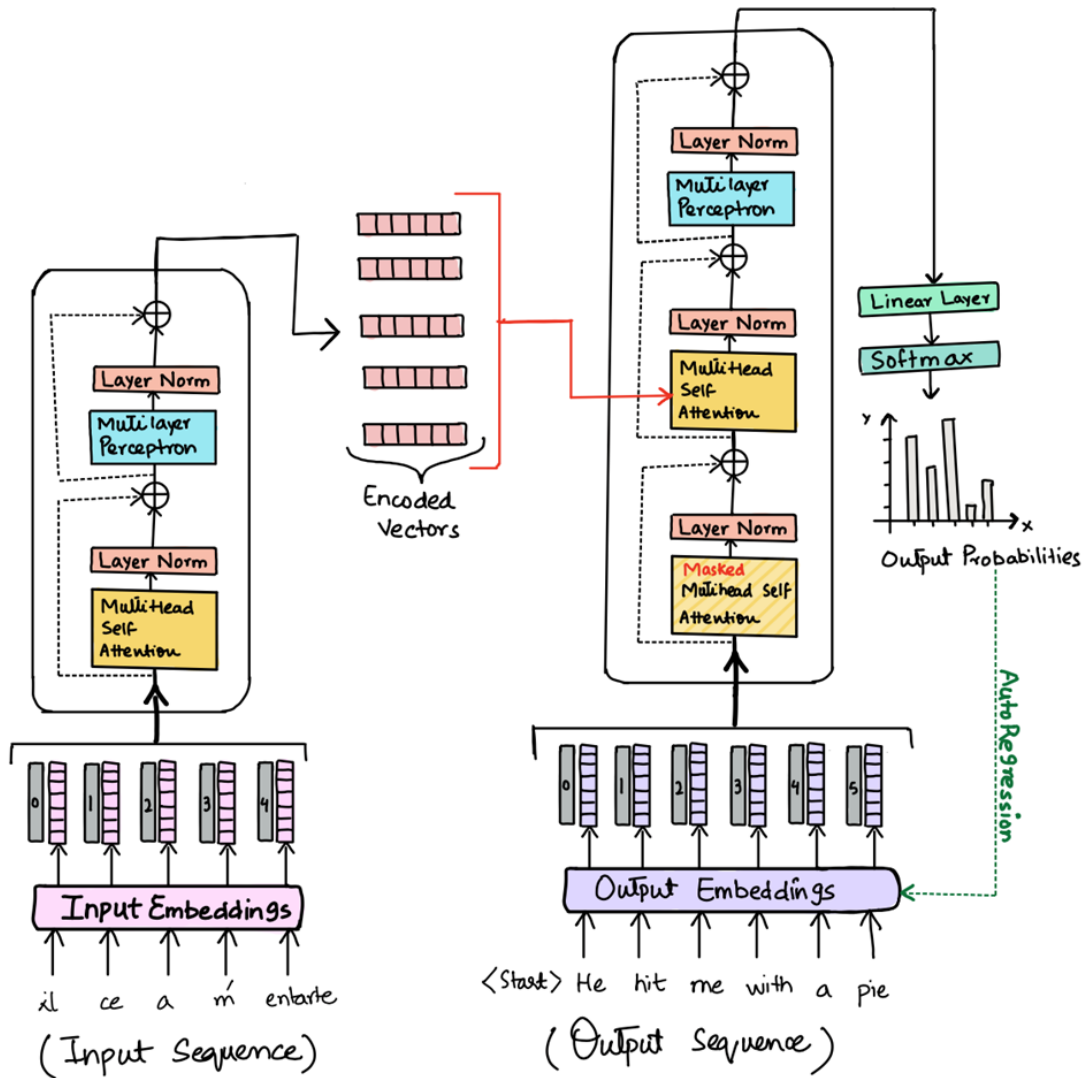 Layer Norm
Multilayer
Perceptron
Layer Norm
MultiHead
Self
Attention
0
1
2
3
4
Input Embeddings
il ce a ḿ entarte
(Input Sequence)
Encoded
Vectors
Layer Norm
Mutilayer
Perceptron
Layer Norm
MultiHead
Self
Attention
Layer Norm
Masked
Mutihead Self
Attention
0
1
2
3
4
5
Output Embeddings
<Start> He hit me with a pie
(Output Sequence)
Linear Layer
Softmax
Y
X
Output Probabilities
AutoRegression